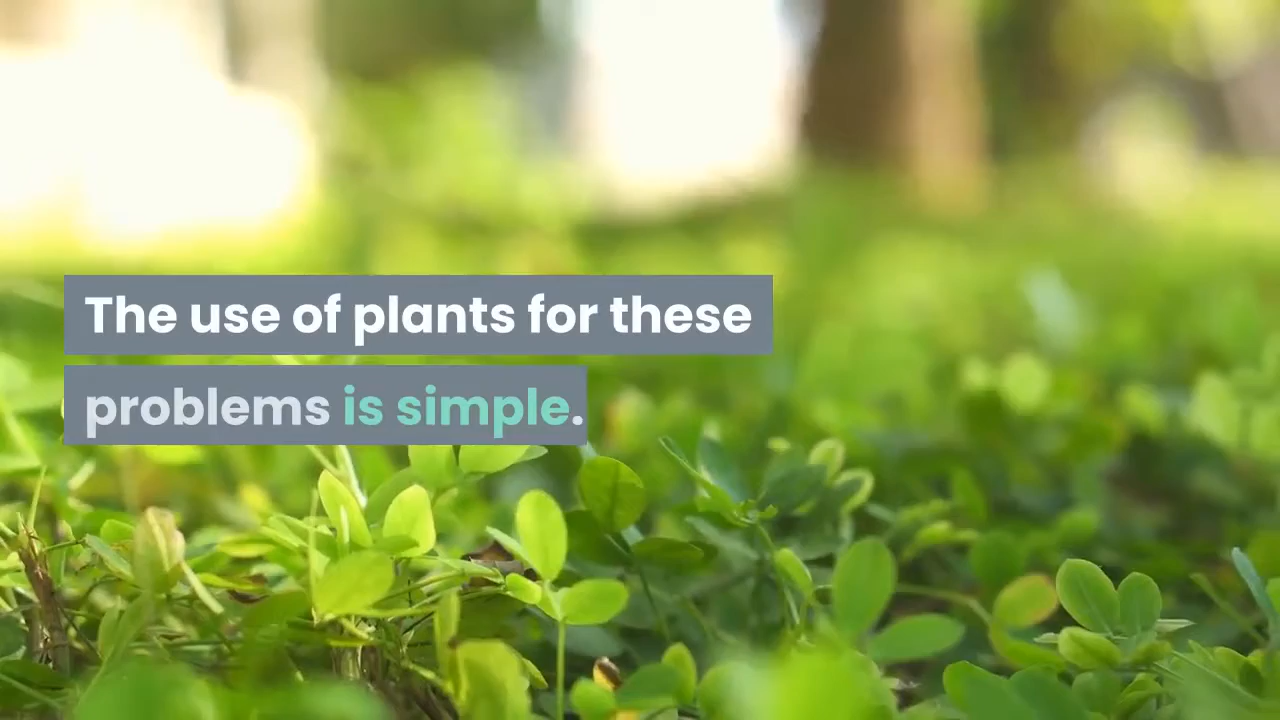 The use of plants for these
problems is simple.